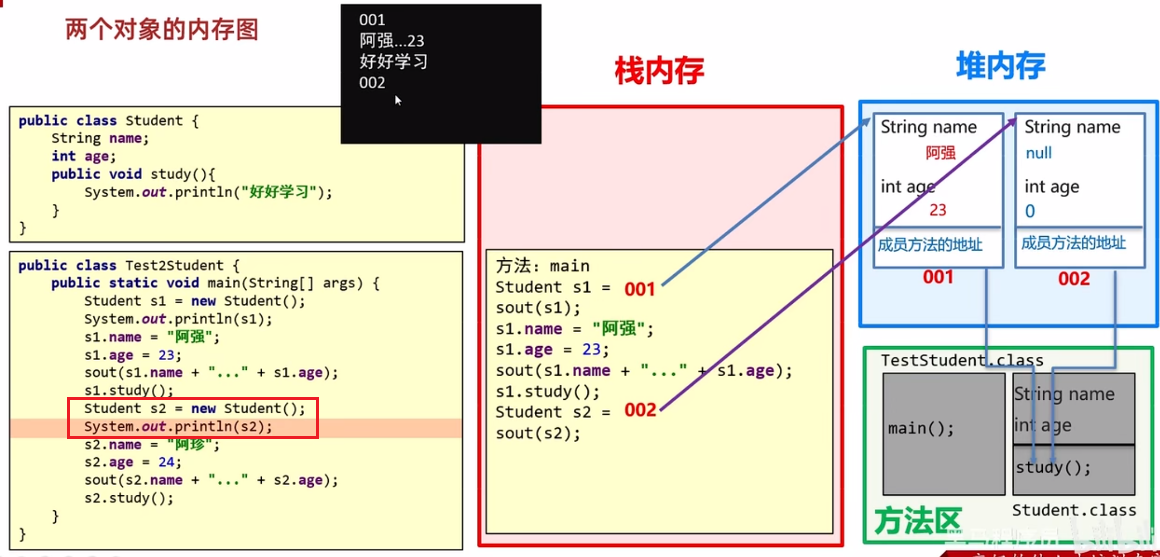 两个对象的内存图
001
阿强...23
好好学习
002
public class Student {
String name;
int age;
public void study(){
System.out.println("好好学习");
}
}
public class Test2Student {
public static void main(String[] args) {
Student s1 = new Student();
System.out.println(s1);
s1.name = "阿强";
s1.age = 23;
sout(s1.name + "..." + s1.age);
s1.study();
Student s2 = new Student();
System.out.println(s2);
s2.name = "阿珍";
s2.age = 24;
sout(s2.name + "..." + s2.age);
s2.study();
}
}
栈内存
方法：main
Student s1 = 001
sout(s1);
s1.name = "阿强";
s1.age = 23;
sout(s1.name + "..." + s1.age);
s1.study();
Student s2 = 002
sout(s2);
堆内存
String name
阿强
int age
23
成员方法的地址
001
String name
null
int age
0
成员方法的地址
002
TestStudent.class
main();
String name
int age
study();
Student.class
方法区